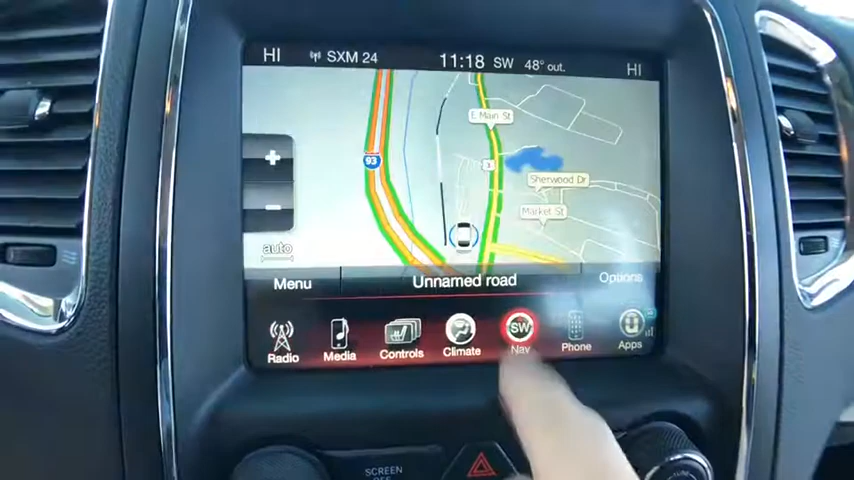 HI SXM 24 11:18 SW 48° out. HI
E Main St
93
3
Sherwood Dr
Market St
auto
Menu Unnamed road Options
SW
Radio Media Controls Climate Nav Phone Apps
SCREEN
OFF